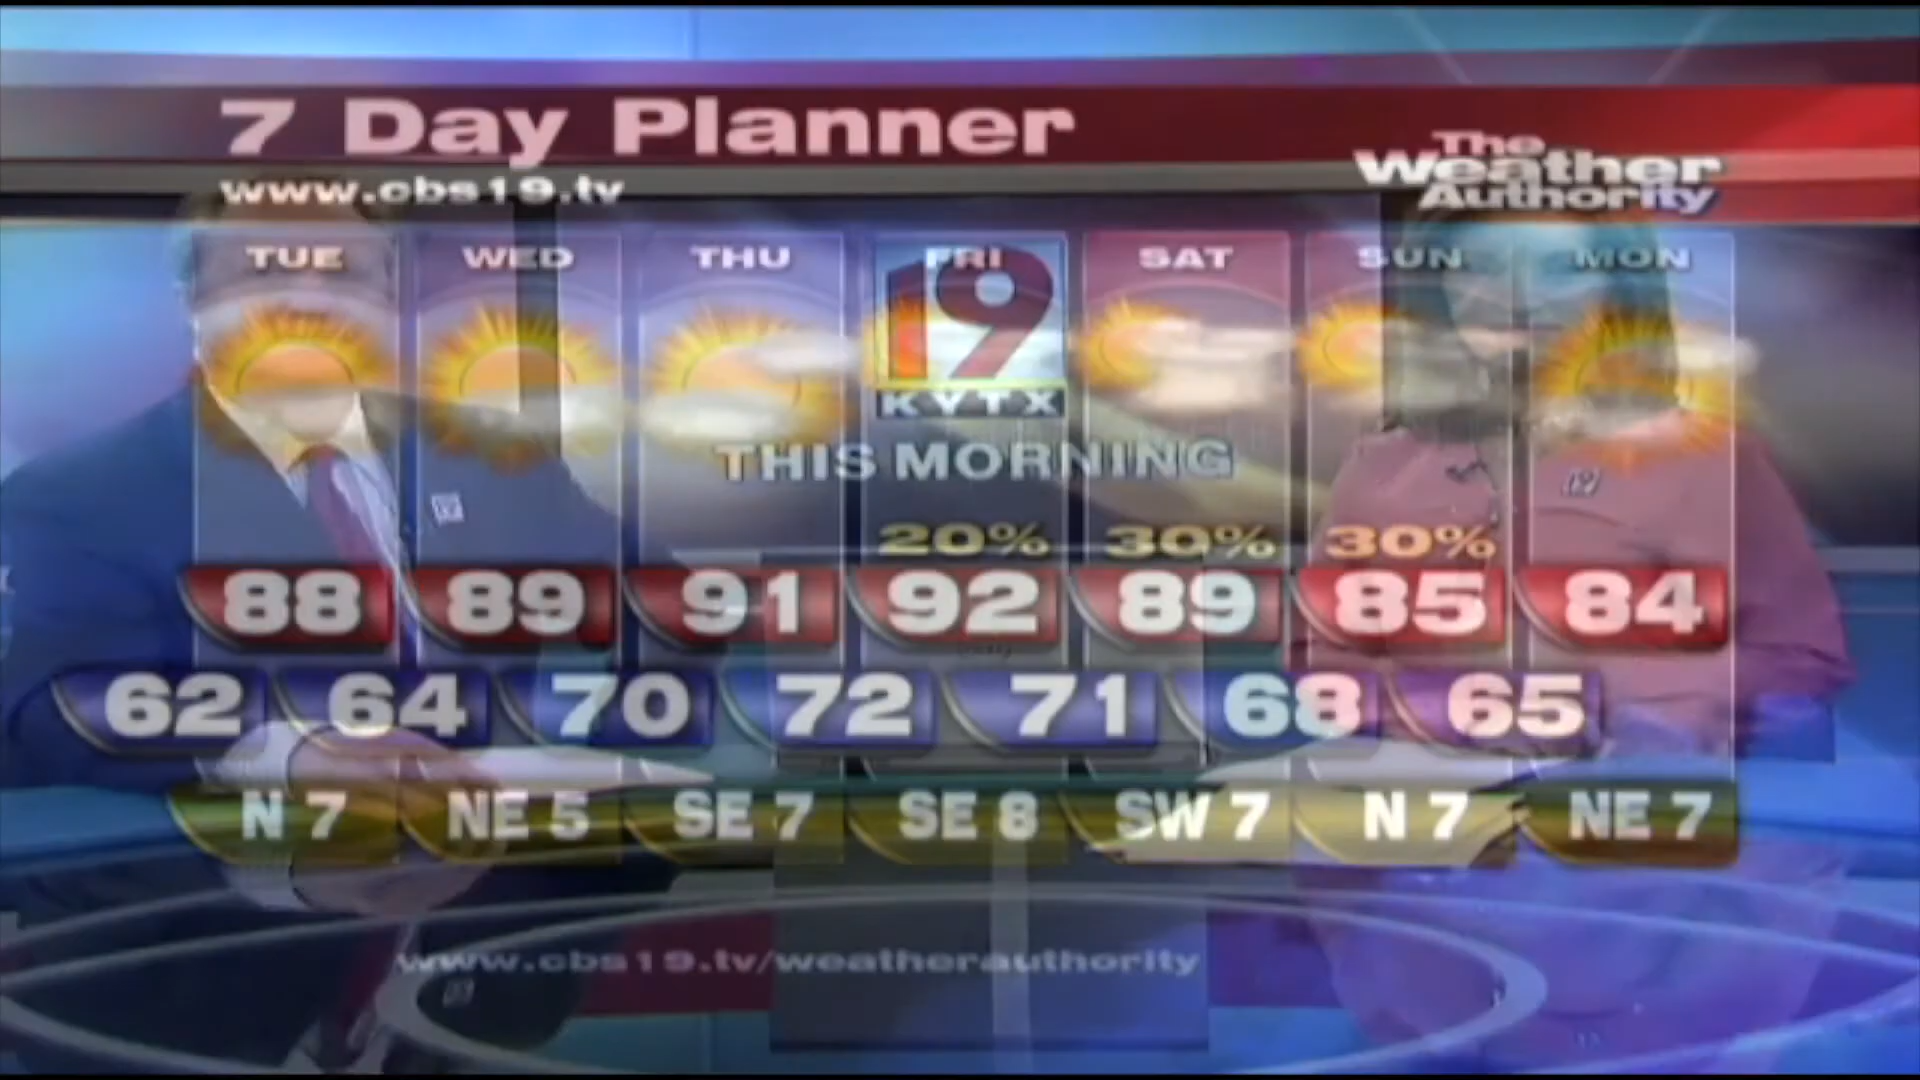 7 Day Planner
www.cbs19.tv
The
Weather
Authority
TUE WED THU FRI SAT SUN MON
19
KYTX
THIS MORNING
20% 30% 30%
88 89 91 92 89 85 84
62 64 70 72 71 68 65
N 7 NE 5 SE 7 SE 8 SW 7 N 7 NE 7
www.cbs19.tv/weatherauthority